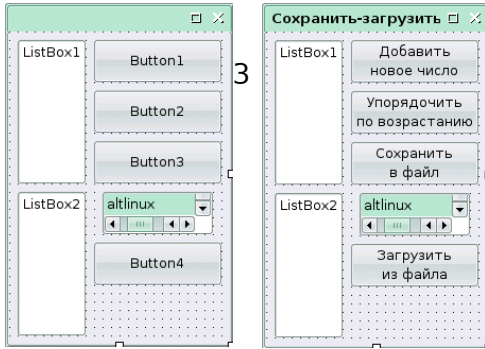 ListBox1
Button1
Button2
Button3
ListBox2
altlinux
Button4
3
Сохранить-загрузить
ListBox1
Добавить
новое число
Упорядочить
по возрастанию
Сохранить
в файл
ListBox2
altlinux
Загрузить
из файла